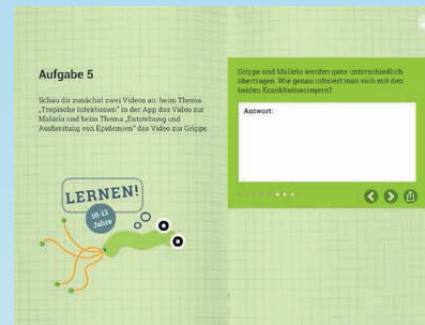 Aufgabe 5
Schau dir zunächst zwei Videos an: beim Thema
„Tropische Infektionen" in der App das Video zur
Malaria und beim Thema „Entstehung und
Ausbreitung von Epidemien" das Video zur Grippe.
LERNEN!
10-13
Jahre
Grippe und Malaria werden ganz unterschiedlich
übertragen. Wie genau infiziert man sich mit den
beiden Krankheitserregern?
Antwort: